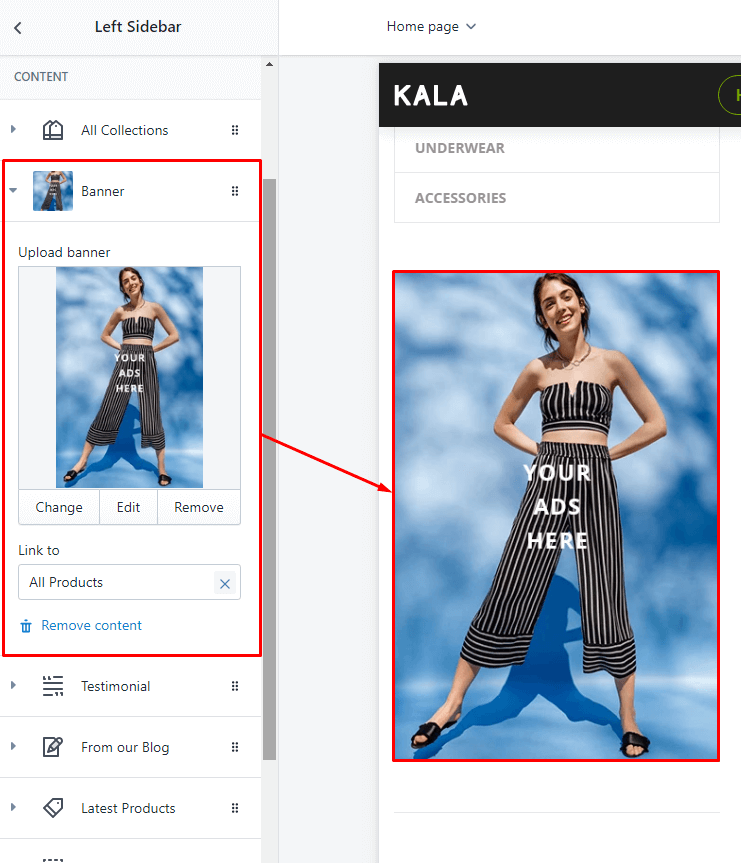 Left Sidebar
Home page
CONTENT
All Collections
Banner
Upload banner
YOUR
ADS
HERE
Change
Edit
Remove
Link to
All Products
Remove content
Testimonial
From our Blog
Latest Products
KALA
UNDERWEAR
ACCESSORIES
YOUR
ADS
HERE